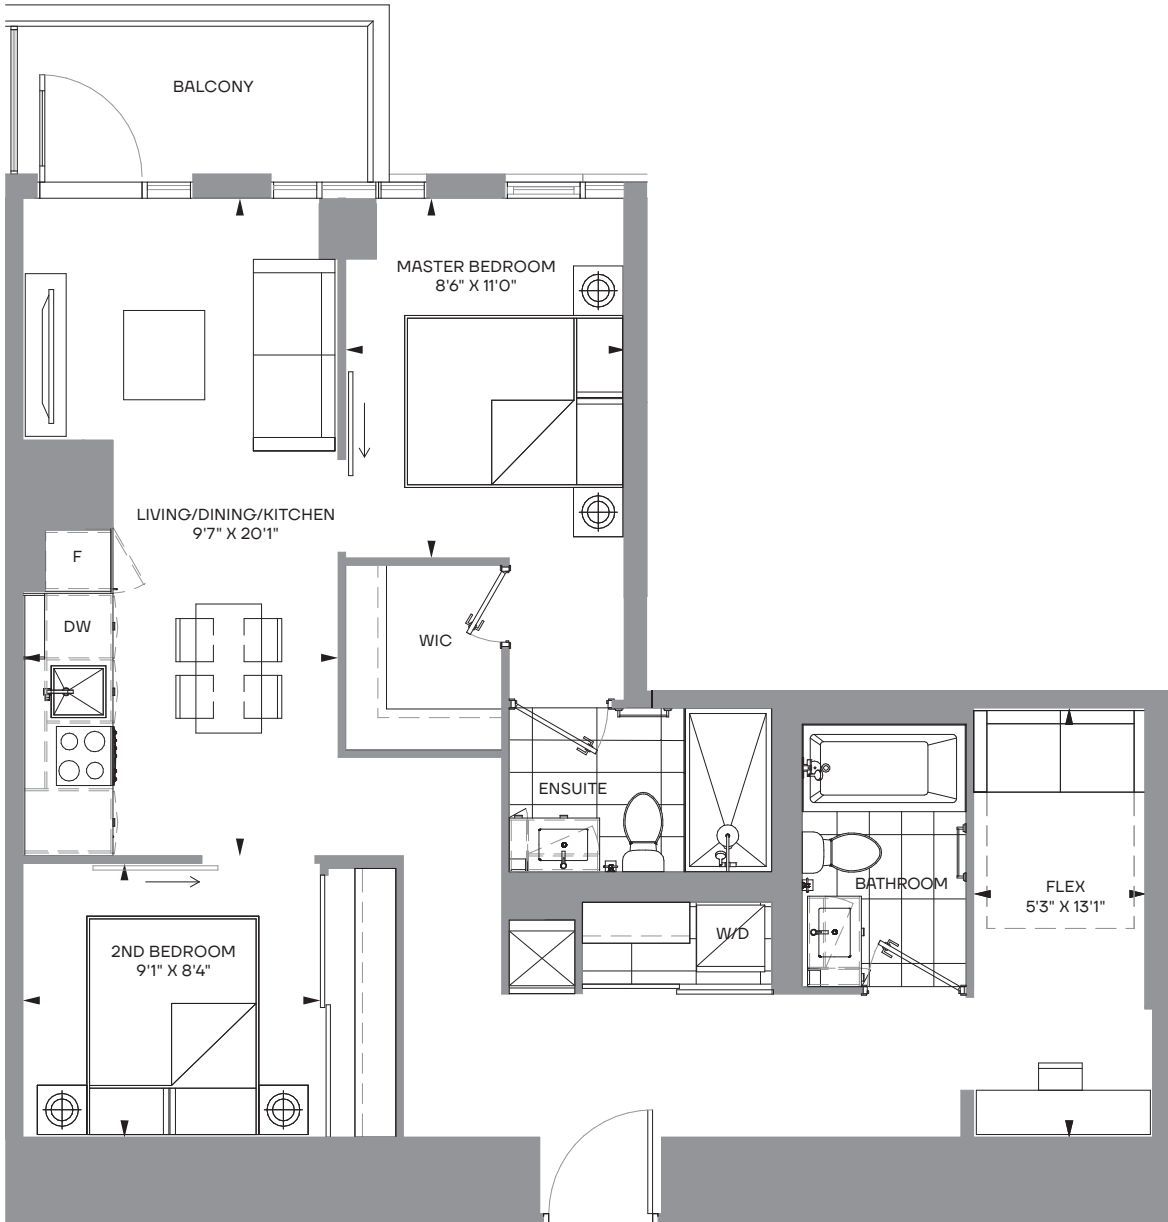 BALCONY
MASTER BEDROOM
8'6" X 11'0"
LIVING/DINING/KITCHEN
9'7" X 20'1"
F
DW
WIC
ENSUITE
BATHROOM
FLEX
5'3" X 13'1"
W/D
2ND BEDROOM
9'1" X 8'4"